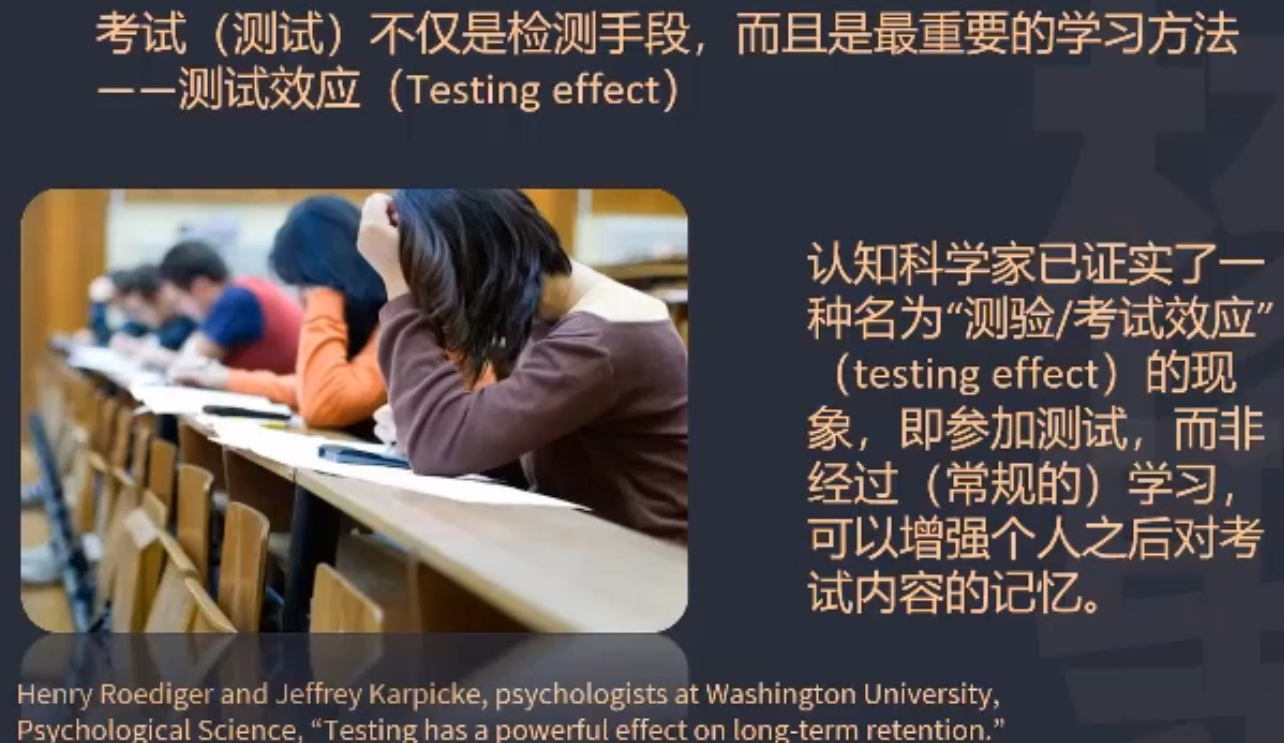 考试（测试）不仅是检测手段，而且是最重要的学习方法
——测试效应（Testing effect）
认知科学家已证实了一
种名为“测验/考试效应”
（testing effect）的现
象，即参加测试，而非
经过（常规的）学习，
可以增强个人之后对考
试内容的记忆。
Henry Roediger and Jeffrey Karpicke, psychologists at Washington University,
Psychological Science, “Testing has a powerful effect on long-term retention.”